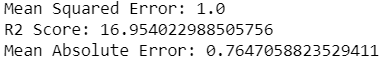 Mean Squared Error: 1.0
R2 Score: 16.954022988505756
Mean Absolute Error: 0.7647058823529411